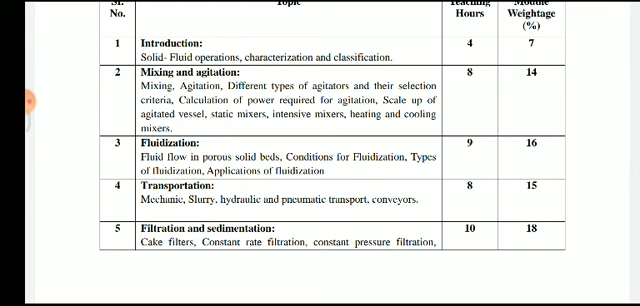 Sr. Topic Teaching Module
No. Hours Weightage
(%)
1 Introduction: 4 7
Solid- Fluid operations, characterization and classification.
2 Mixing and agitation: 8 14
Mixing, Agitation, Different types of agitators and their selection
criteria, Calculation of power required for agitation, Scale up of
agitated vessel, static mixers, intensive mixers, heating and cooling
mixers.
3 Fluidization: 9 16
Fluid flow in porous solid beds, Conditions for Fluidization, Types
of fluidization, Applications of fluidization
4 Transportation: 8 15
Mechanic, Slurry, hydraulic and pneumatic transport, conveyors.
5 Filtration and sedimentation: 10 18
Cake filters, Constant rate filtration, constant pressure filtration,